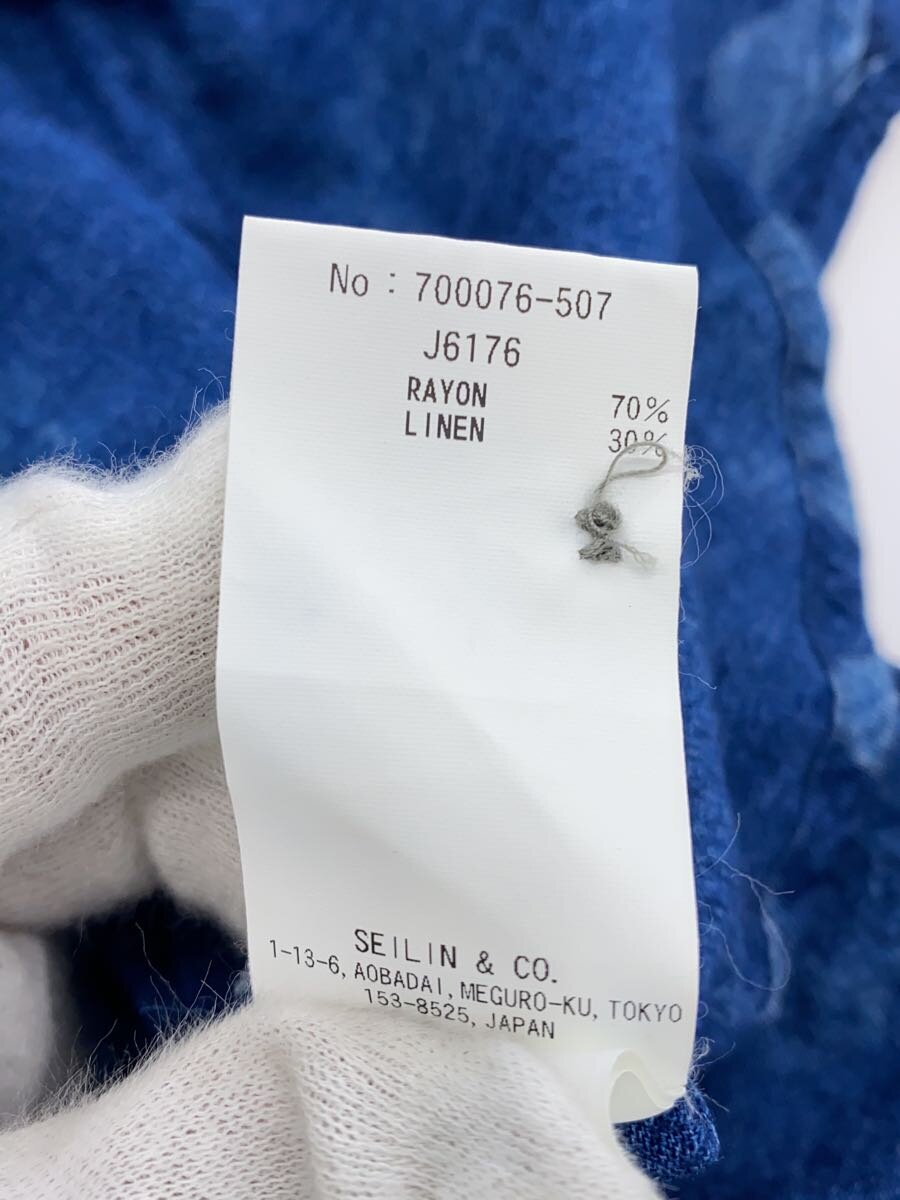 No : 700076-507
J6176
RAYON 70%
LINEN 30%
SEILIN & CO.
1-13-6, AOBADAI, MEGURO-KU, TOKYO
153-8525, JAPAN